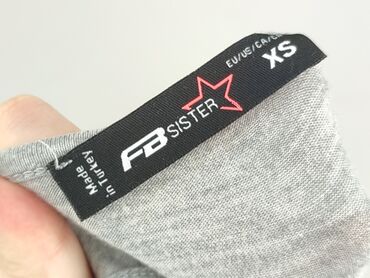 Made
in Turkey
FB SISTER
EU/US/CA/
XS